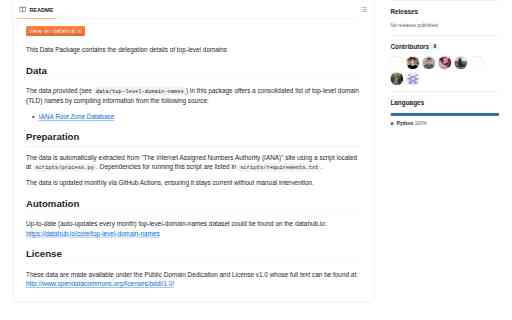 README
View on datahub.io
This Data Package contains the delegation details of top-level domains
Data
The data provided (see data/top-level-domain-names) in this package offers a consolidated list of top-level domain
(TLD) names by compiling information from the following source:
IANA Root Zone Database
Preparation
The data is automatically extracted from "The Internet Assigned Numbers Authority (IANA)" site using a script located
at scripts/process.py. Dependencies for running this script are listed in scripts/requirements.txt.
The data is updated monthly via GitHub Actions, ensuring it stays current without manual intervention.
Automation
Up-to-date (auto-updates every month) top-level-domain-names dataset could be found on the datahub.io:
https://datahub.io/core/top-level-domain-names
License
These data are made available under the Public Domain Dedication and License v1.0 whose full text can be found at:
http://www.opendatacommons.org/licenses/pddl/1.0/
Releases
No releases published
Contributors 8
Languages
Python 100%